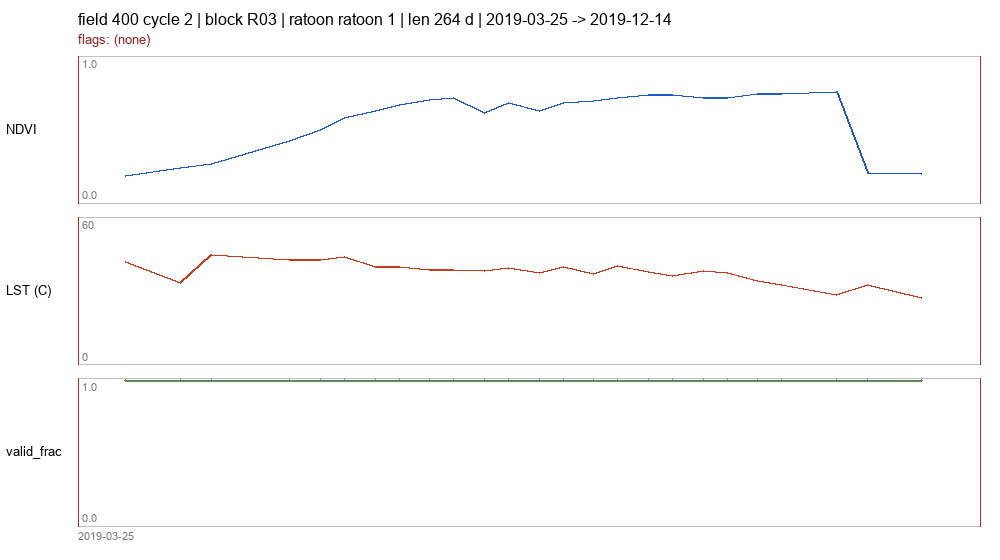 field 400 cycle 2 | block R03 | ratoon ratoon 1 | len 264 d | 2019-03-25 -> 2019-12-14
flags: (none)
1.0
NDVI
0.0
60
LST (C)
0
1.0
valid_frac
0.0
2019-03-25